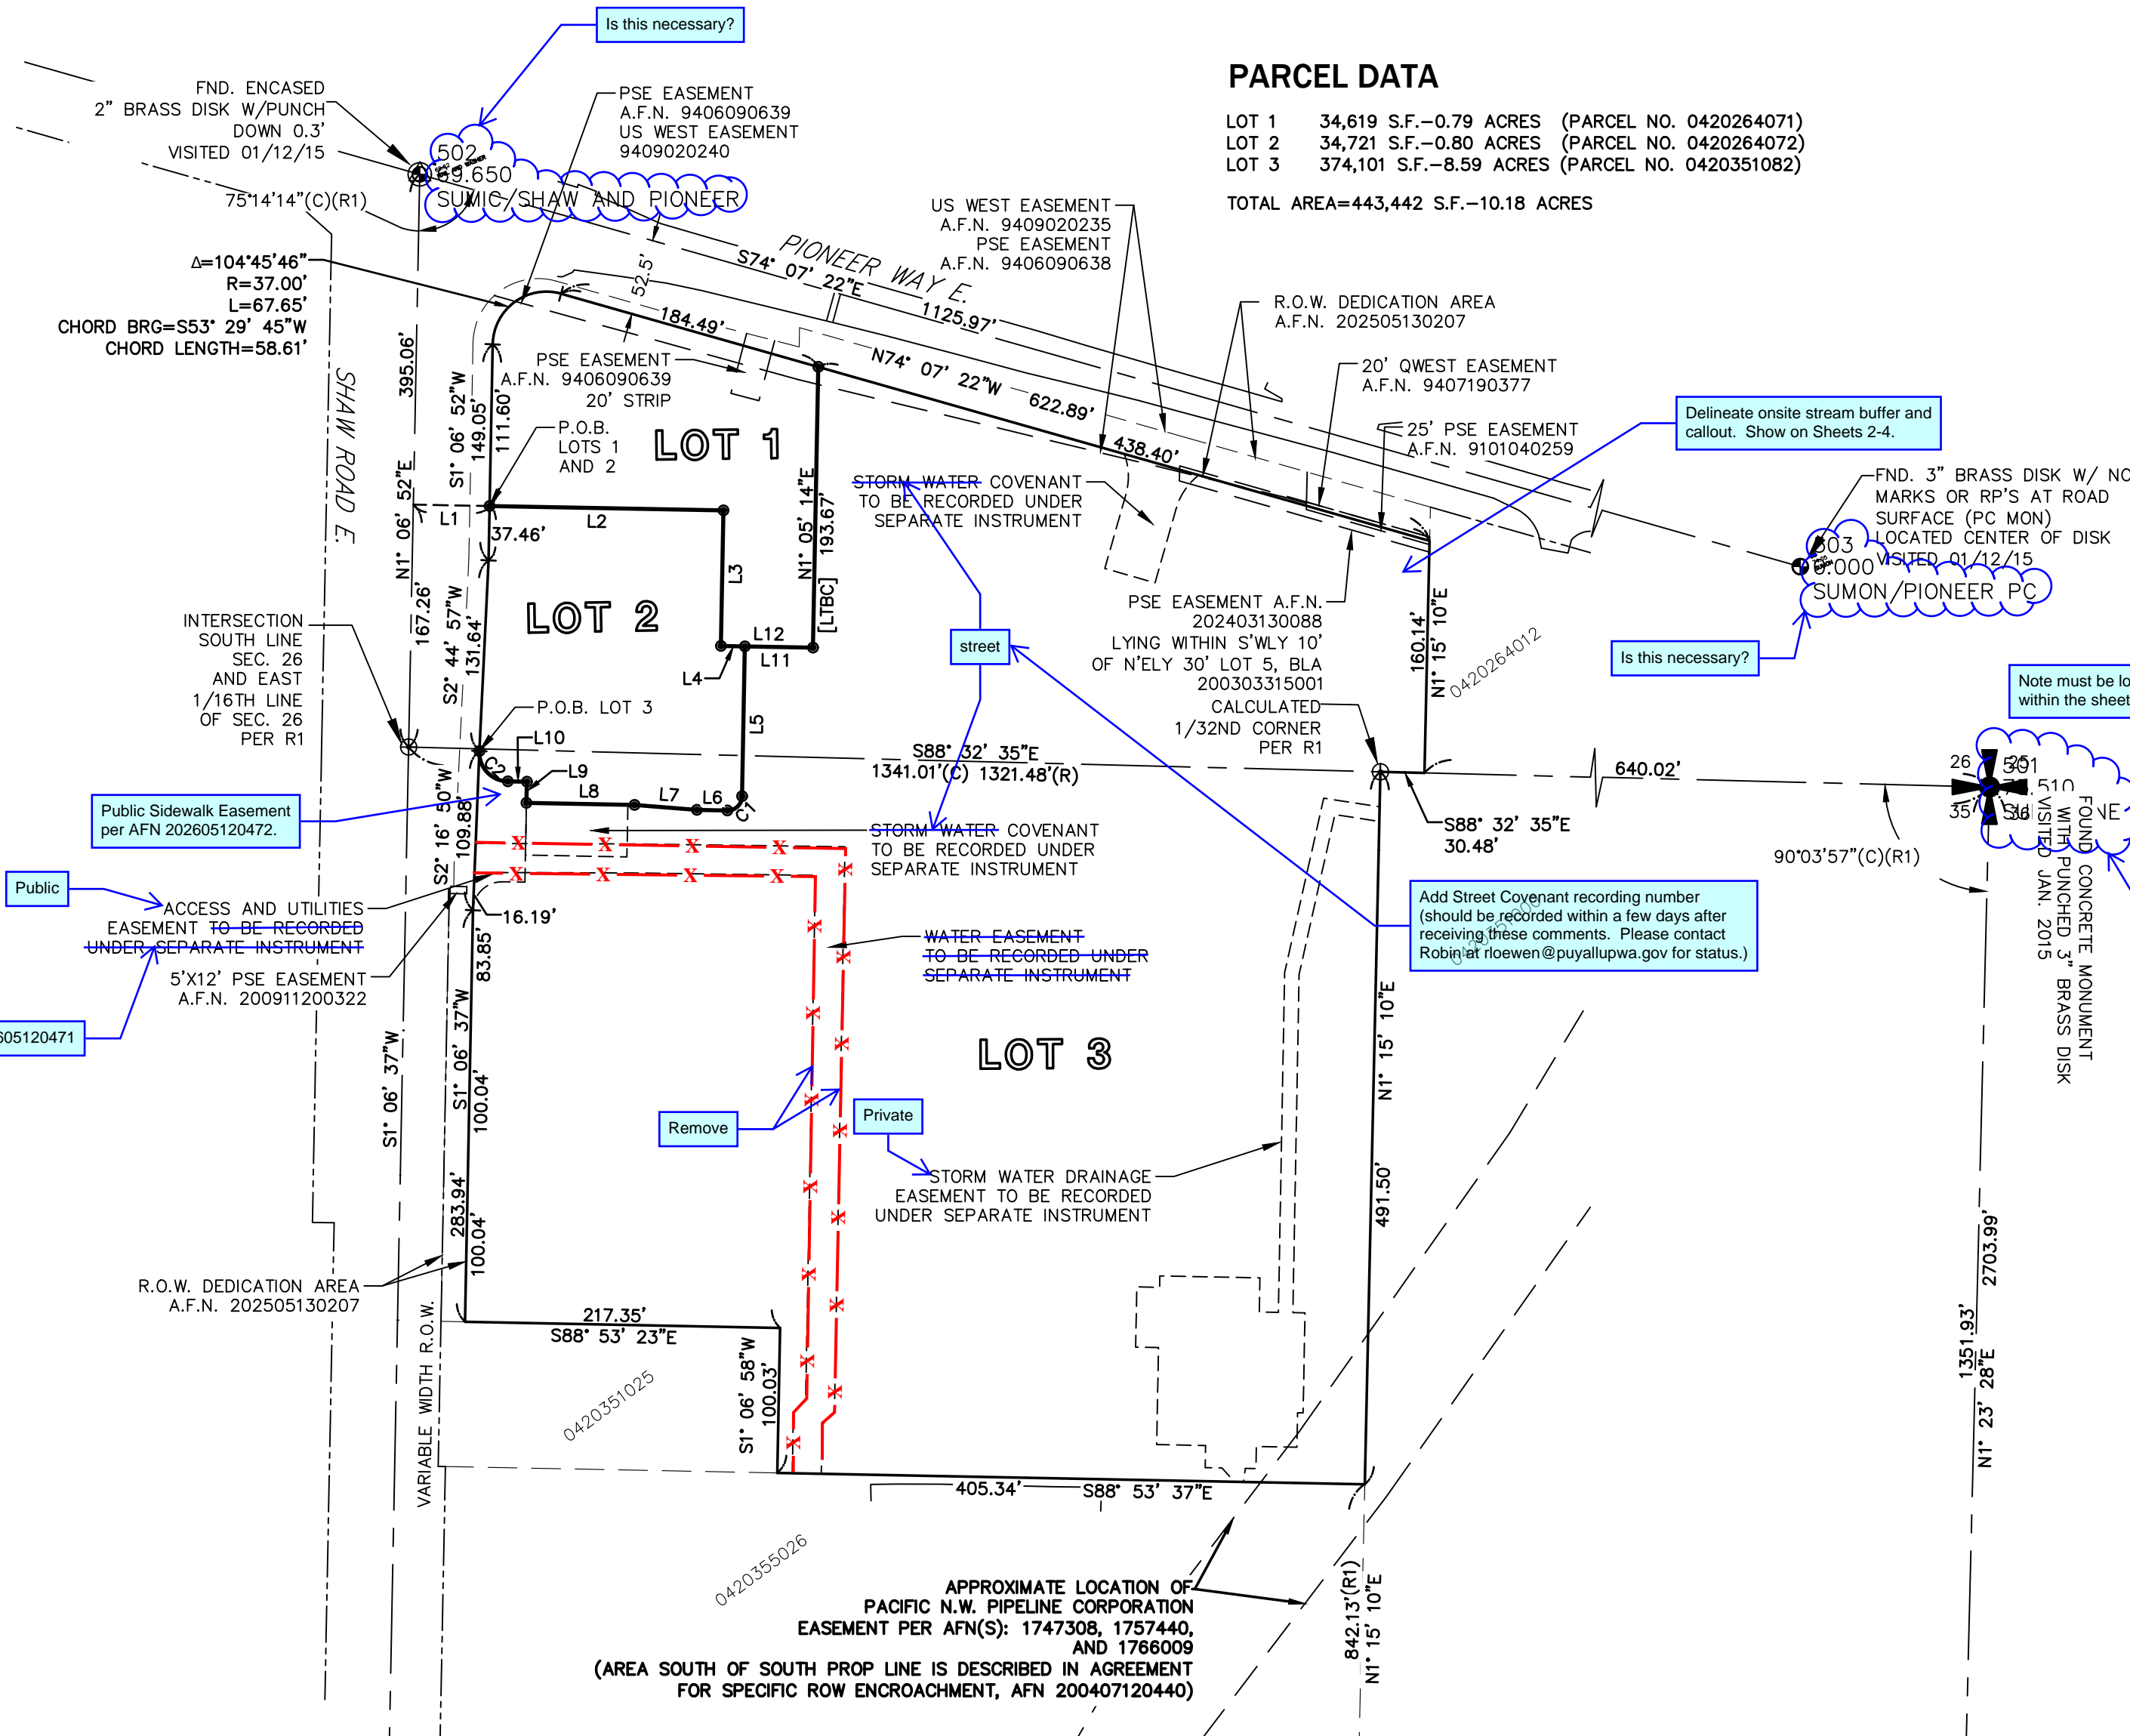 Is this necessary?
PARCEL DATA
LOT 1 34,619 S.F.-0.79 ACRES (PARCEL NO. 0420264071)
LOT 2 34,721 S.F.-0.80 ACRES (PARCEL NO. 0420264072)
LOT 3 374,101 S.F.-8.59 ACRES (PARCEL NO. 0420351082)
TOTAL AREA=443,442 S.F.-10.18 ACRES
FND. ENCASED
2" BRASS DISK W/PUNCH
DOWN 0.3'
VISITED 01/12/15
PSE EASEMENT
A.F.N. 9406090639
US WEST EASEMENT
9409020240
502
69.650
SUMIC/SHAW AND PIONEER
75°14'14"(C)(R1)
Δ=104°45'46"
R=37.00'
L=67.65'
CHORD BRG=S53° 29' 45"W
CHORD LENGTH=58.61'
US WEST EASEMENT
A.F.N. 9409020235
PSE EASEMENT
A.F.N. 9406090638
PIONEER WAY E.
S74° 07' 22"E
1125.97'
52.5'
184.49'
R.O.W. DEDICATION AREA
A.F.N. 202505130207
20' QWEST EASEMENT
A.F.N. 9407190377
25' PSE EASEMENT
A.F.N. 9101040259
N74° 07' 22"W
622.89'
438.40'
Delineate onsite stream buffer and
callout. Show on Sheets 2-4.
PSE EASEMENT
A.F.N. 9406090639
20' STRIP
SHAW ROAD E.
395.06'
S1° 06' 52"W
149.05'
111.60'
P.O.B.
LOTS 1
AND 2
LOT 1
N1° 05' 14"E
193.67'
[LTBC]
STORM WATER COVENANT
TO BE RECORDED UNDER
SEPARATE INSTRUMENT
FND. 3" BRASS DISK W/ NO
MARKS OR RP'S AT ROAD
SURFACE (PC MON)
LOCATED CENTER OF DISK
VISITED 01/12/15
503
0.000
SUMON/PIONEER PC
Is this necessary?
L1
L2
37.46'
L3
N1° 06' 52"E
167.26'
S2° 44' 57"W
131.64'
LOT 2
L12
L11
L4
L5
street
INTERSECTION
SOUTH LINE
SEC. 26
AND EAST
1/16TH LINE
OF SEC. 26
PER R1
PSE EASEMENT A.F.N.
202403130088
LYING WITHIN S'WLY 10'
OF N'ELY 30' LOT 5, BLA
200303315001
CALCULATED
1/32ND CORNER
PER R1
160.14'
N1° 15' 10"E
0420264012
Note must be lo
within the sheet
P.O.B. LOT 3
L10
C2
L9
L8
L7
L6
C1
S88° 32' 35"E
1341.01'(C) 1321.48'(R)
640.02'
26
25
35
36
501
FOUND CONCRETE MONUMENT
WITH PUNCHED 3" BRASS DISK
VISITED JAN. 2015
S88° 32' 35"E
30.48'
90°03'57"(C)(R1)
Public Sidewalk Easement
per AFN 202605120472.
S2° 16' 50"W
109.88'
STORM WATER COVENANT
TO BE RECORDED UNDER
SEPARATE INSTRUMENT
Public
ACCESS AND UTILITIES
EASEMENT TO BE RECORDED
UNDER SEPARATE INSTRUMENT
5'X12' PSE EASEMENT
A.F.N. 200911200322
16.19'
83.85'
WATER EASEMENT
TO BE RECORDED UNDER
SEPARATE INSTRUMENT
Add Street Covenant recording number
(should be recorded within a few days after
receiving these comments. Please contact
Robin at rloewen@puyallupwa.gov for status.)
605120471
S1° 06' 37"W
S1° 06' 37"W
100.04'
LOT 3
N1° 15' 10"E
491.50'
Remove
Private
STORM WATER DRAINAGE
EASEMENT TO BE RECORDED
UNDER SEPARATE INSTRUMENT
283.94'
100.04'
R.O.W. DEDICATION AREA
A.F.N. 202505130207
VARIABLE WIDTH R.O.W.
217.35'
S88° 53' 23"E
S1° 06' 58"W
100.03'
0420351025
405.34'
S88° 53' 37"E
0420355026
1351.93'
N1° 23' 28"E
2703.99'
APPROXIMATE LOCATION OF
PACIFIC N.W. PIPELINE CORPORATION
EASEMENT PER AFN(S): 1747308, 1757440,
AND 1766009
(AREA SOUTH OF SOUTH PROP LINE IS DESCRIBED IN AGREEMENT
FOR SPECIFIC ROW ENCROACHMENT, AFN 200407120440)
842.13'(R1)
N1° 15' 10"E